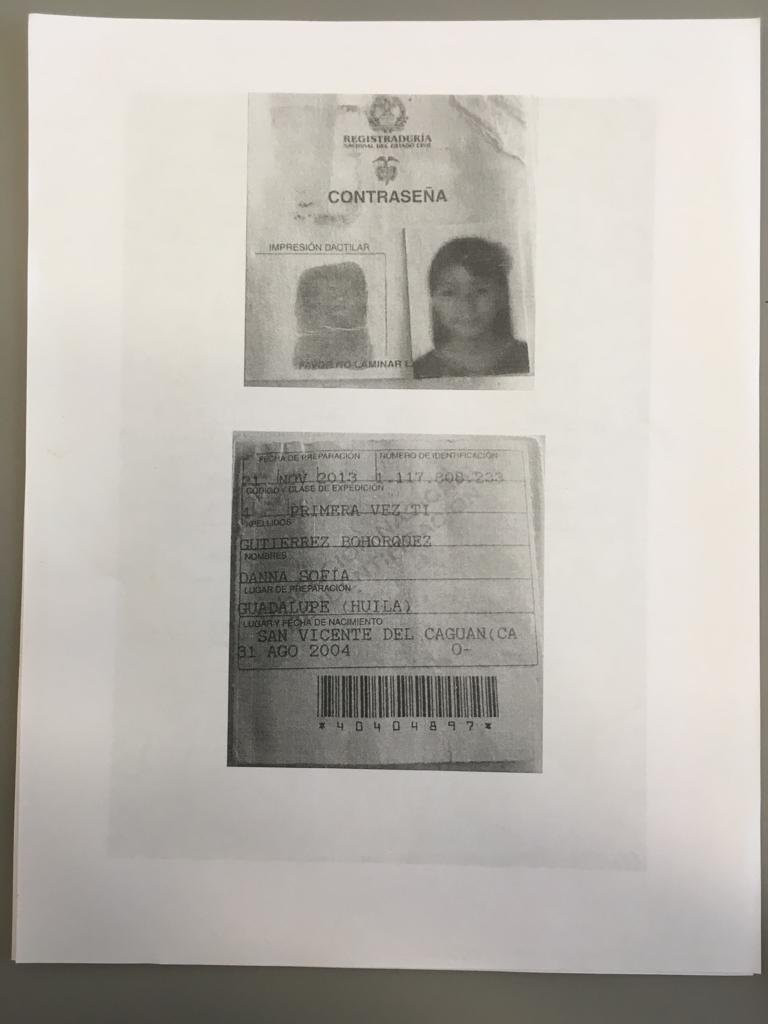 REGISTRADURÍA
NACIONAL DEL ESTADO CIVIL
CONTRASEÑA
IMPRESIÓN DACTILAR
FAVOR NO LAMINAR
FECHA DE PREPARACIÓN NÚMERO DE IDENTIFICACIÓN
21 NOV 2013 1.117.808.233
CÓDIGO Y CLASE DE EXPEDICIÓN
1 PRIMERA VEZ TI
APELLIDOS
GUTIERREZ BOHORQUEZ
NOMBRES
DANNA SOFIA
LUGAR DE PREPARACIÓN
GUADALUPE (HUILA)
LUGAR Y FECHA DE NACIMIENTO
SAN VICENTE DEL CAGUAN(CA
31 AGO 2004 O-
*40404897*